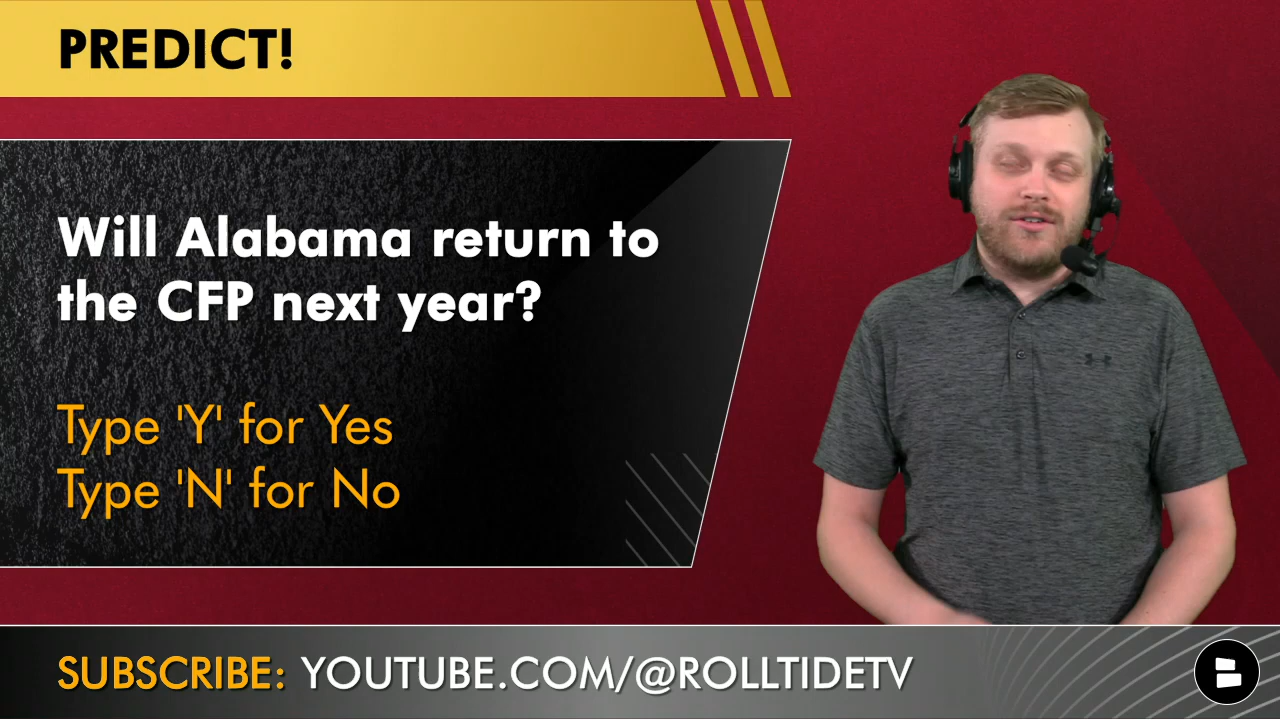 PREDICT!
Will Alabama return to
the CFP next year?
Type 'Y' for Yes
Type 'N' for No
SUBSCRIBE: YOUTUBE.COM/@ROLLTIDETV